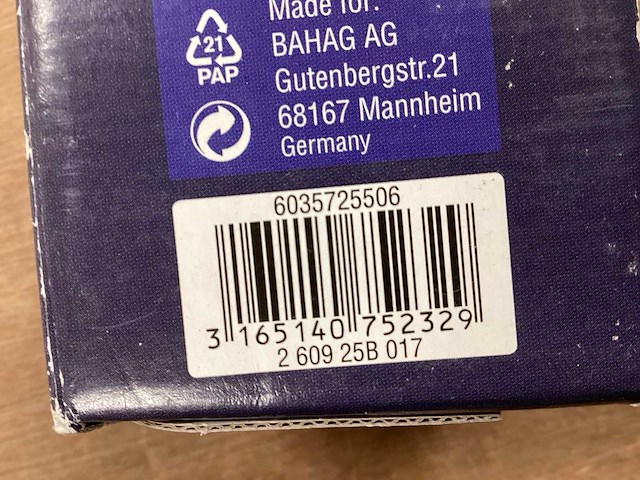 Made for:
BAHAG AG
Gutenbergstr.21
68167 Mannheim
Germany
21
PAP
6035725506
3 165140 752329
2 609 25B 017